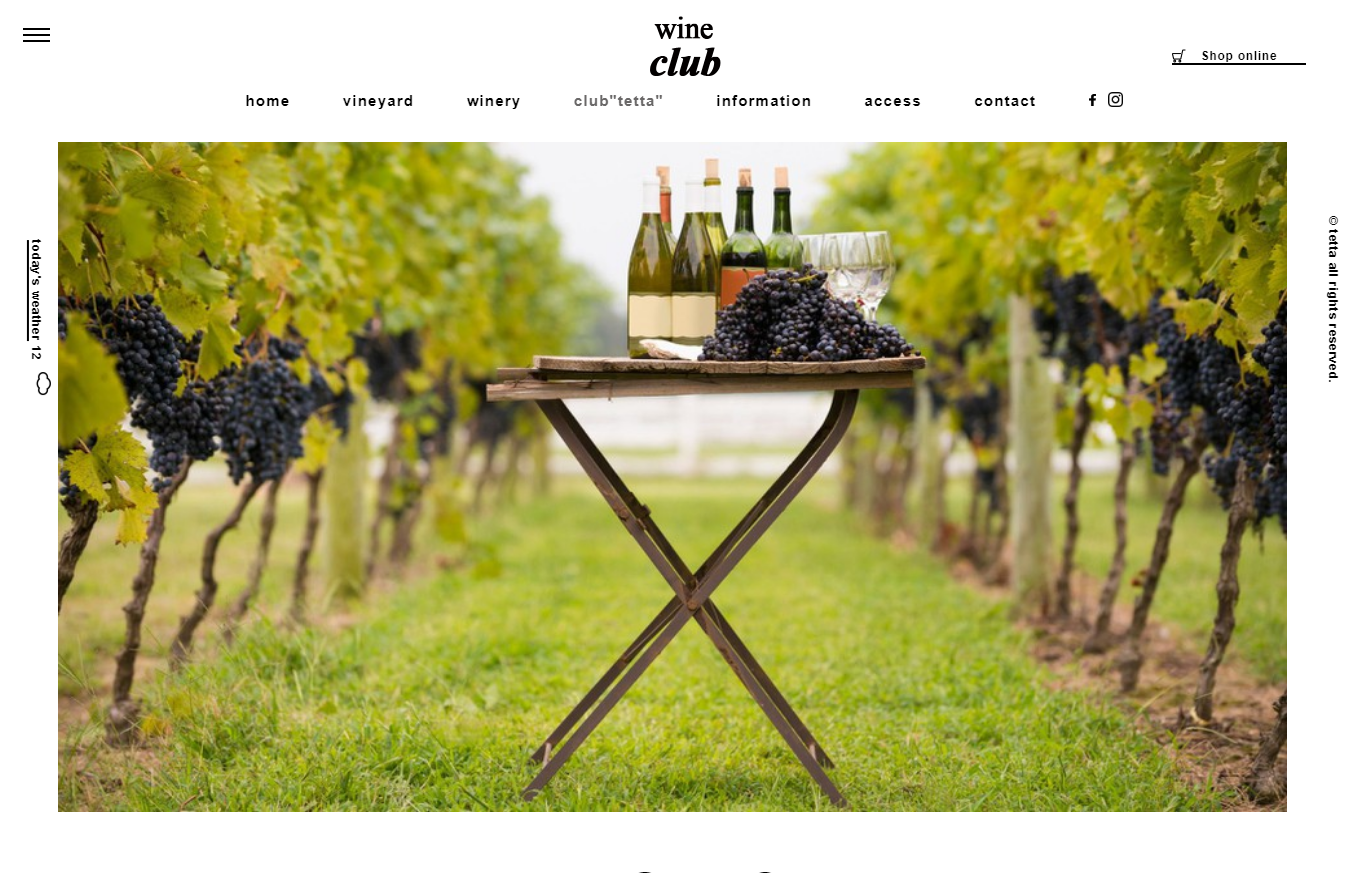 wine
club
Shop online
home vineyard winery club"tetta" information access contact
today's weather 12
© tetta all rights reserved.